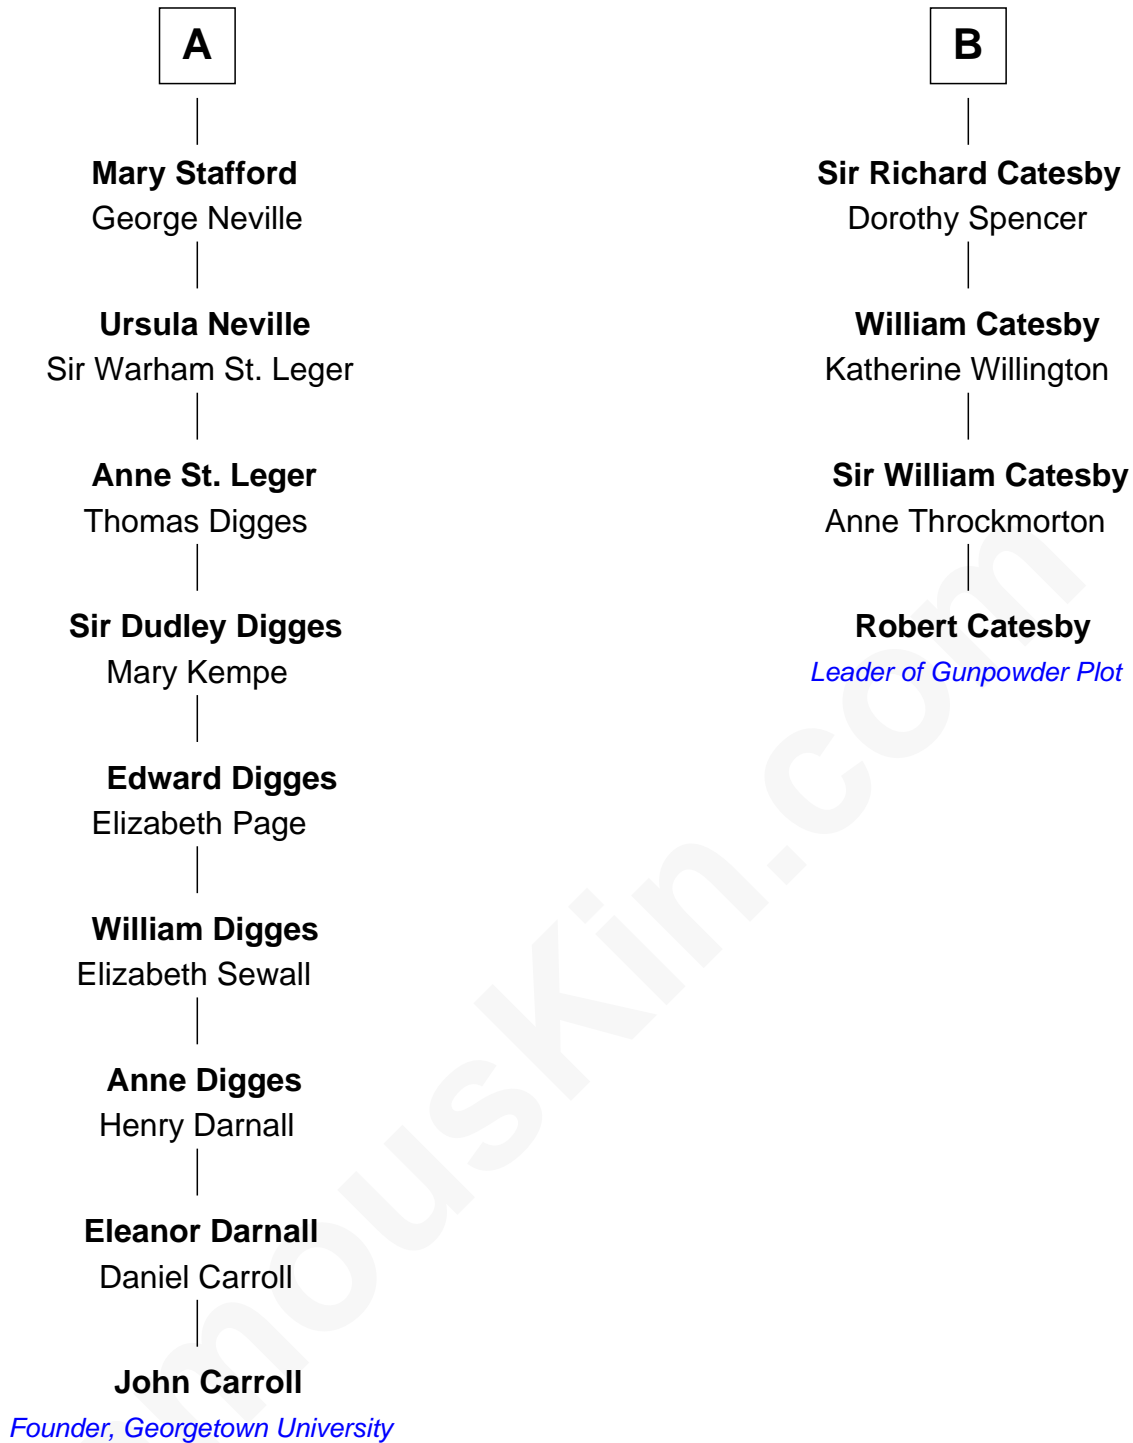 A
Mary Stafford
George Neville
Ursula Neville
Sir Warham St. Leger
Anne St. Leger
Thomas Digges
Sir Dudley Digges
Mary Kempe
Edward Digges
Elizabeth Page
William Digges
Elizabeth Sewall
Anne Digges
Henry Darnall
Eleanor Darnall
Daniel Carroll
John Carroll
Founder, Georgetown University
B
Sir Richard Catesby
Dorothy Spencer
William Catesby
Katherine Willington
Sir William Catesby
Anne Throckmorton
Robert Catesby
Leader of Gunpowder Plot
mousKin.com